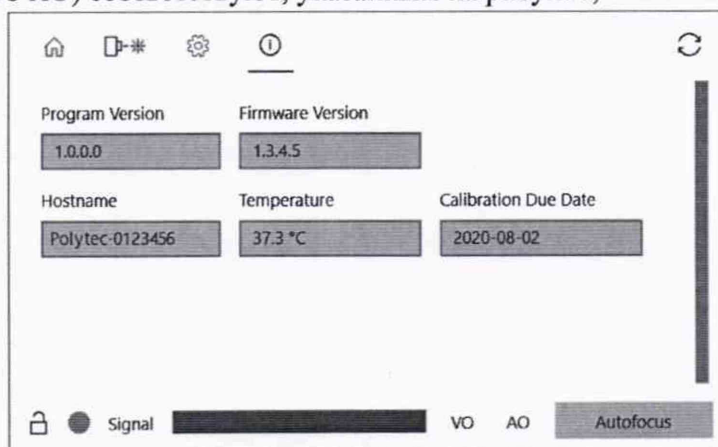 Program Version Firmware Version
1.0.0.0 1.3.4.5
Hostname Temperature Calibration Due Date
Polytec-0123456 37.3 °C 2020-08-02
Signal VO AO Autofocus